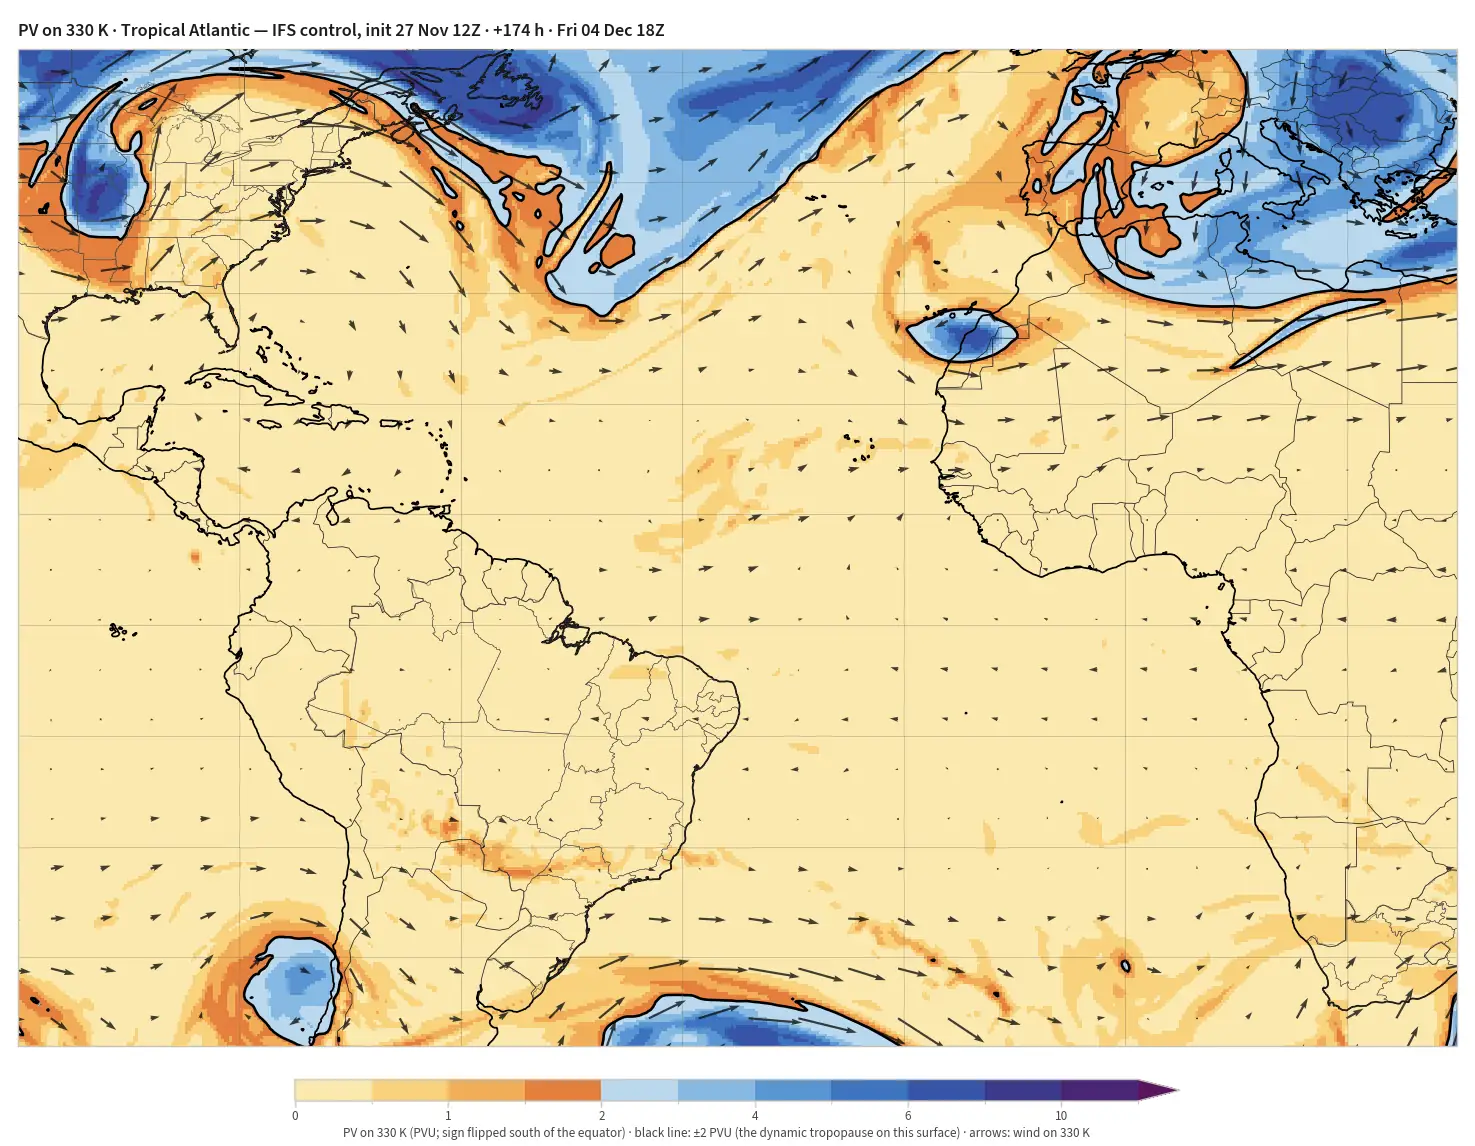 PV on 330 K · Tropical Atlantic — IFS control, init 27 Nov 12Z · +174 h · Fri 04 Dec 18Z
0 1 2 4 6 10
PV on 330 K (PVU; sign flipped south of the equator) · black line: ±2 PVU (the dynamic tropopause on this surface) · arrows: wind on 330 K